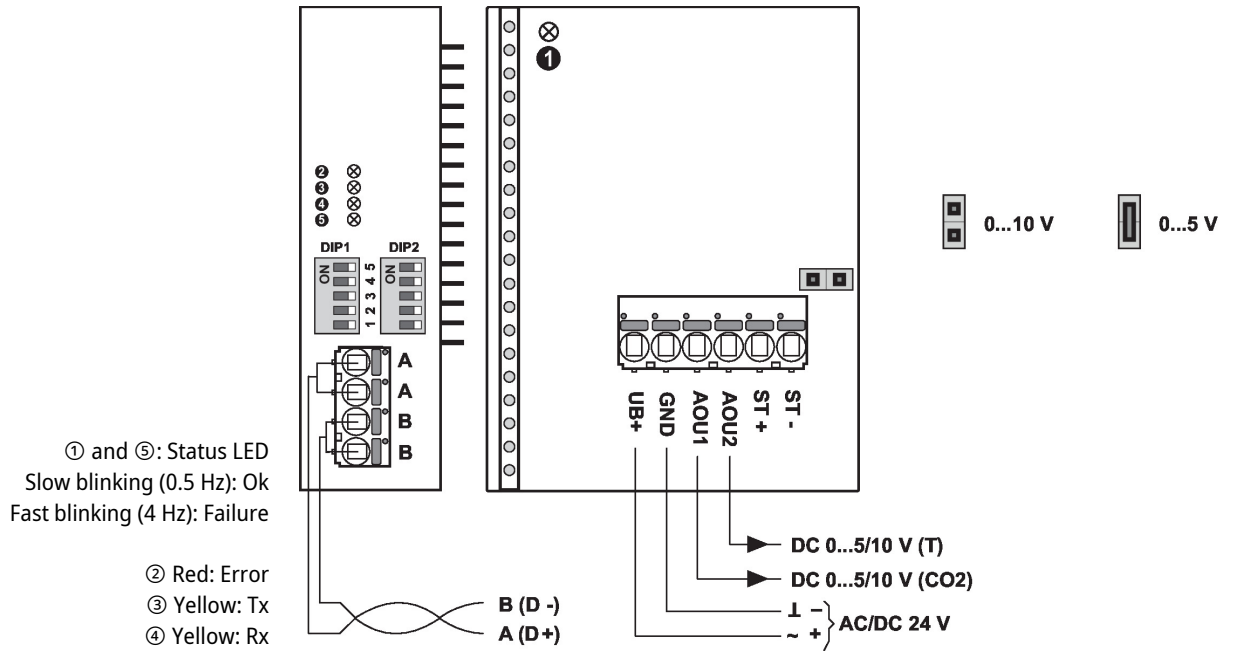 ❶
❷
❸
❹
❺
DIP1 DIP2
ON 1 2 3 4 5 ON
A
A
B
B
0...10 V
0...5 V
UB+
GND
AOU1
AOU2
ST +
ST -
① and ⑤: Status LED
Slow blinking (0.5 Hz): Ok
Fast blinking (4 Hz): Failure
② Red: Error
③ Yellow: Tx
④ Yellow: Rx
B (D -)
A (D+)
DC 0...5/10 V (T)
DC 0...5/10 V (CO2)
⊥ –
~ +
AC/DC 24 V